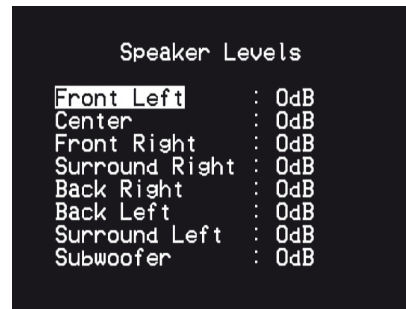 Speaker Levels
Front Left : 0dB
Center : 0dB
Front Right : 0dB
Surround Right : 0dB
Back Right : 0dB
Back Left : 0dB
Surround Left : 0dB
Subwoofer : 0dB